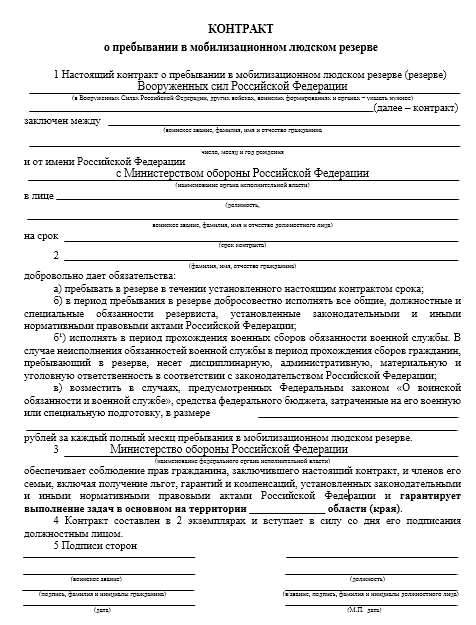 КОНТРАКТ
о пребывании в мобилизационном людском резерве
1 Настоящий контракт о пребывании в мобилизационном людском резерве (резерве)
Вооруженных сил Российской Федерации
(в Вооруженных Силах Российской Федерации, других войсках, воинских формированиях и органах – указать нужное)
(далее – контракт)
заключен между
(воинское звание, фамилия, имя и отчество гражданина
число, месяц и год рождения
и от имени Российской Федерации
с Министерством обороны Российской Федерации
(наименование органа исполнительной власти)
в лице
(должность,
воинское звание, фамилия, имя и отчество должностного лица)
на срок
(срок контракта)
2
(фамилия, имя, отчество гражданина)
добровольно дает обязательства:
а) пребывать в резерве в течении установленного настоящим контрактом срока;
б) в период пребывания в резерве добросовестно исполнять все общие, должностные и
специальные обязанности резервиста, установленные законодательными и иными
нормативными правовыми актами Российской Федерации;
б¹) исполнять в период прохождения военных сборов обязанности военной службы. В
случае неисполнения обязанностей военной службы в период прохождения сборов гражданин,
пребывающий в резерве, несет дисциплинарную, административную, материальную и
уголовную ответственность в соответствии с законодательством Российской Федерации;
в) возместить в случаях, предусмотренных Федеральным законом «О воинской
обязанности и военной службе», средства федерального бюджета, затраченные на его военную
или специальную подготовку, в размере
рублей за каждый полный месяц пребывания в мобилизационном людском резерве.
3 Министерство обороны Российской Федерации
(наименование федерального органа исполнительной власти)
обеспечивает соблюдение прав гражданина, заключившего настоящий контракт, и членов его
семьи, включая получение льгот, гарантий и компенсаций, установленных законодательными
и иными нормативными правовыми актами Российской Федерации и гарантирует
выполнение задач в основном на территории ______________ области (края).
4 Контракт составлен в 2 экземплярах и вступает в силу со дня его подписания
должностным лицом.
5 Подписи сторон
(воинское звание) (должность)
(подпись, фамилия и инициалы гражданина) (в/звание, подпись, фамилия и инициалы должностного лица)
(дата) (М.П. дата)